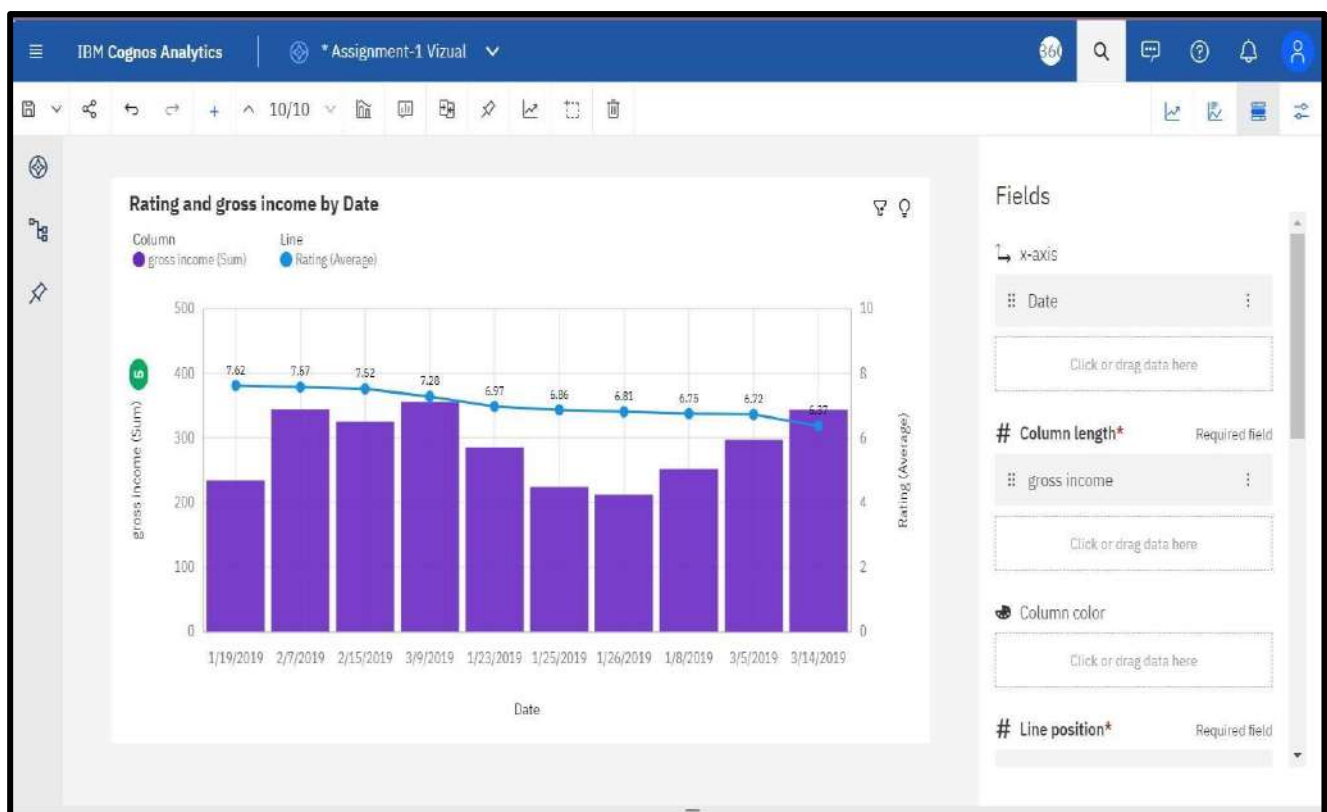 IBM Cognos Analytics
* Assignment-1 Vizual
360
10/10
Rating and gross income by Date
Column Line
gross income (Sum) Rating (Average)
500 10
400 8
300 6
200 4
100 2
0 0
7.62 7.57 7.52 7.28 6.97 6.86 6.81 6.75 6.72 6.37
gross income (Sum)
Rating (Average)
1/19/2019 2/7/2019 2/15/2019 3/9/2019 1/23/2019 1/25/2019 1/26/2019 1/8/2019 3/5/2019 3/14/2019
Date
Fields
x-axis
Date
Click or drag data here
# Column length* Required field
gross income
Click or drag data here
Column color
Click or drag data here
# Line position* Required field